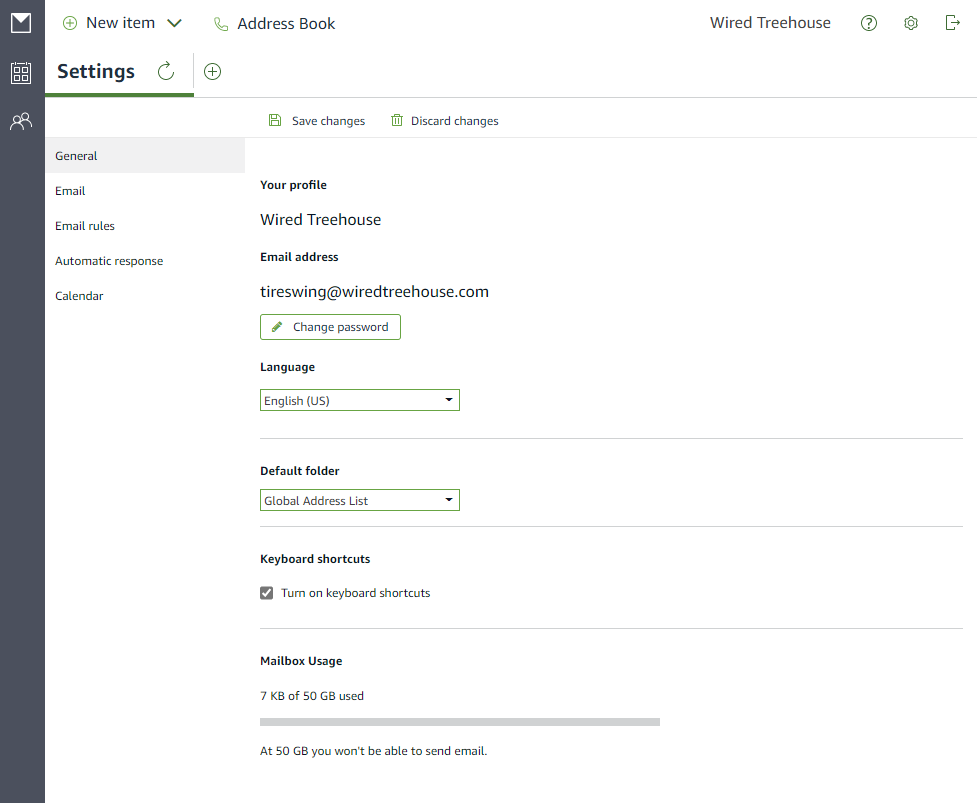 New item
Address Book
Wired Treehouse
Settings
Save changes
Discard changes
General
Email
Email rules
Automatic response
Calendar
Your profile
Wired Treehouse
Email address
tireswing@wiredtreehouse.com
Change password
Language
English (US)
Default folder
Global Address List
Keyboard shortcuts
Turn on keyboard shortcuts
Mailbox Usage
7 KB of 50 GB used
At 50 GB you won't be able to send email.